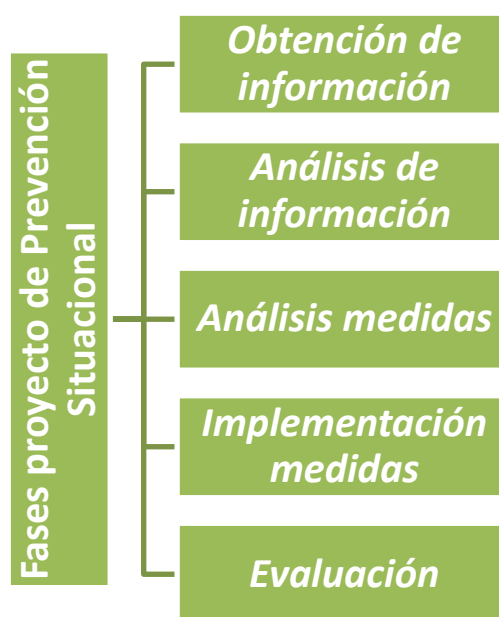 Fases proyecto de Prevención
Situacional
Obtención de
información
Análisis de
información
Análisis medidas
Implementación
medidas
Evaluación